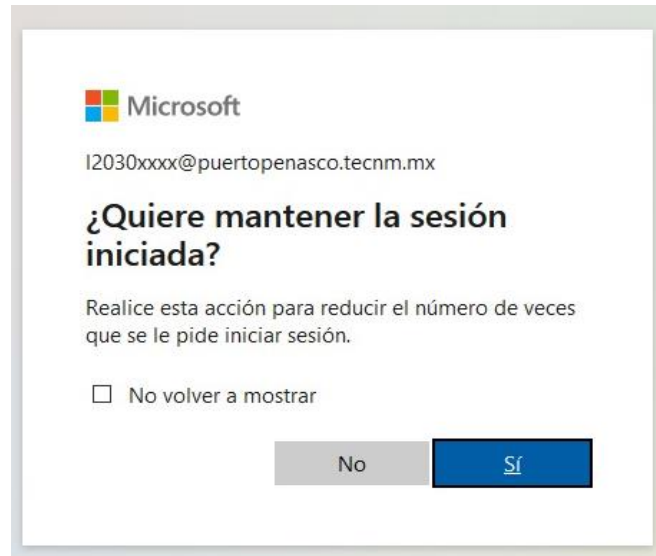 Microsoft
l2030xxxx@puertopenasco.tecnm.mx
¿Quiere mantener la sesión
iniciada?
Realice esta acción para reducir el número de veces
que se le pide iniciar sesión.
No volver a mostrar
No
Sí